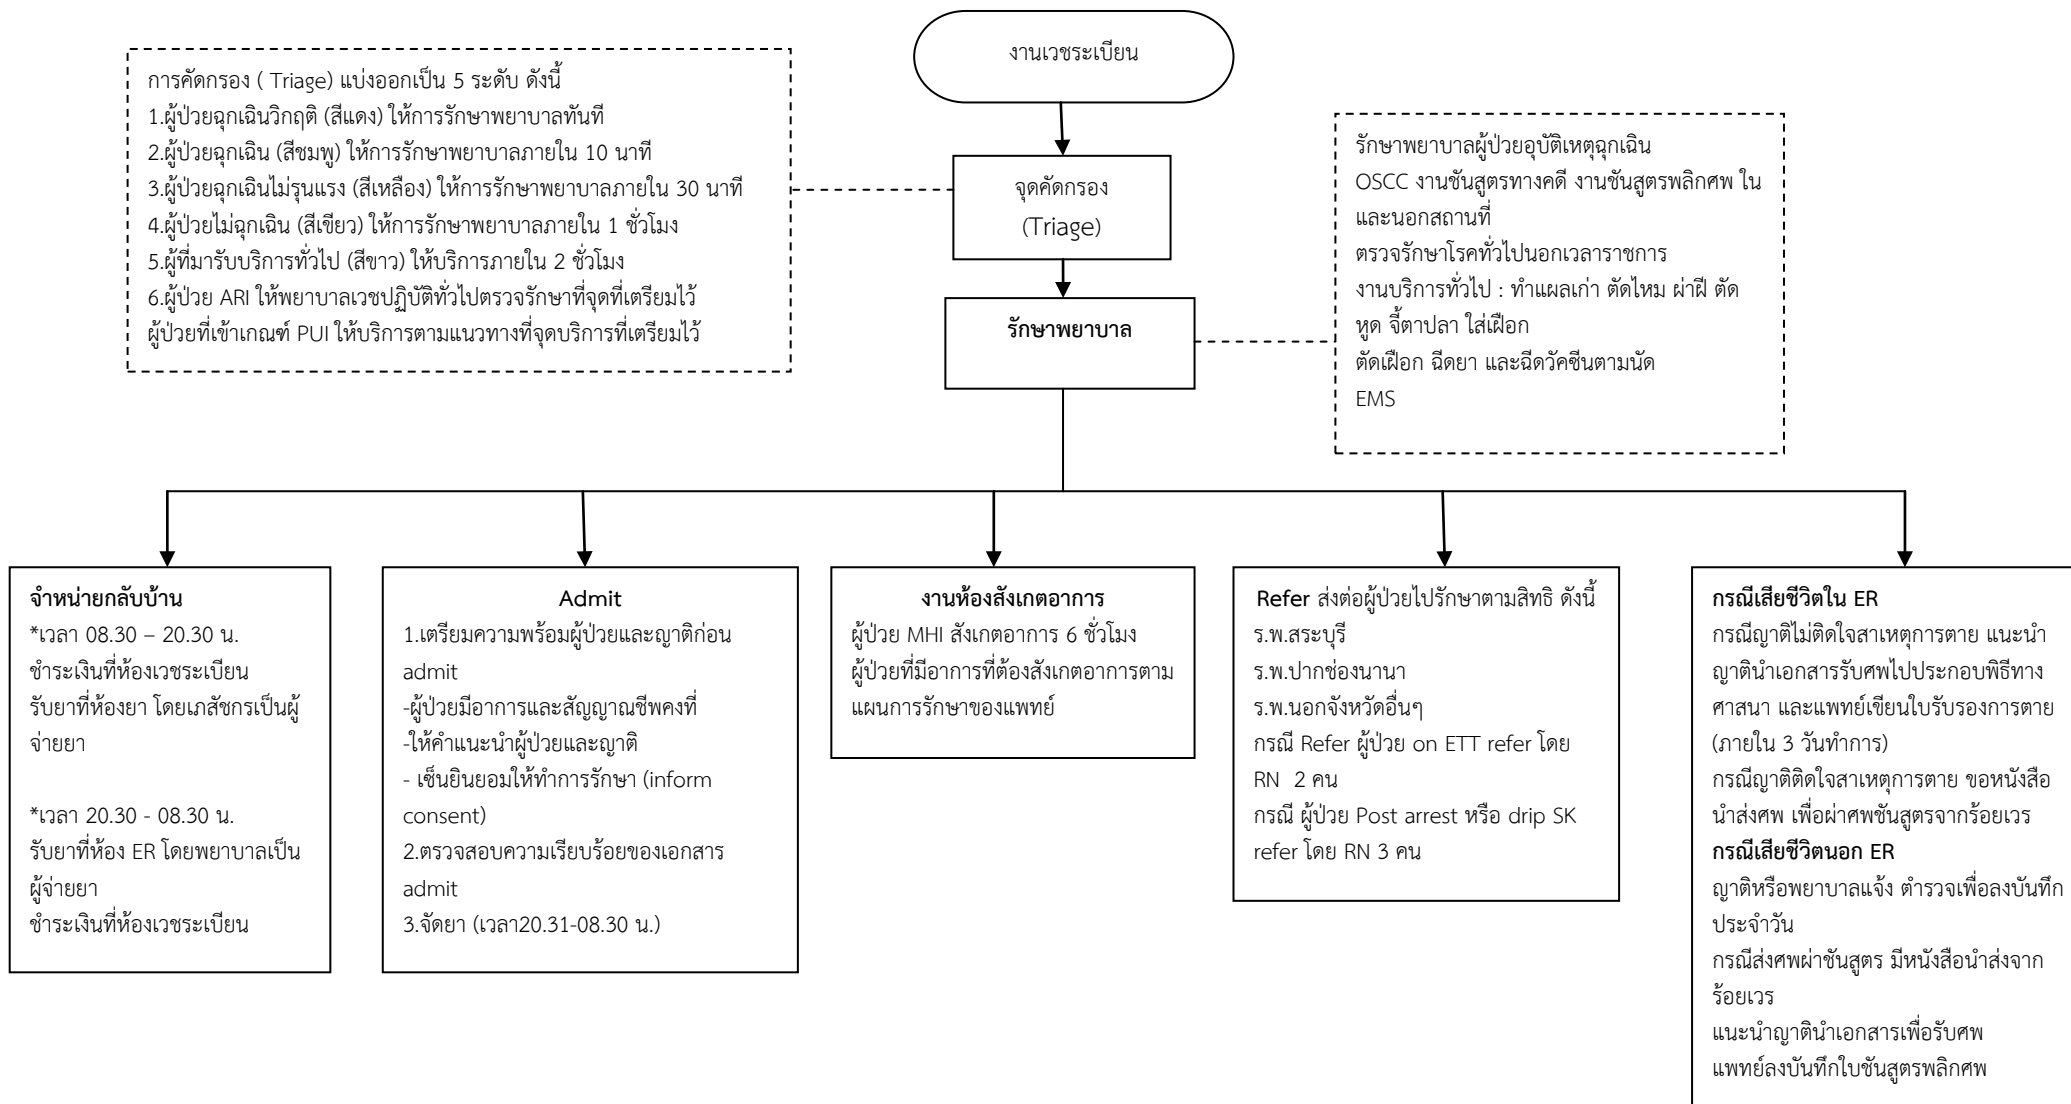 งานเวชระเบียน
การคัดกรอง ( Triage) แบ่งออกเป็น 5 ระดับ ดังนี้
1.ผู้ป่วยฉุกเฉินวิกฤติ (สีแดง) ให้การรักษาพยาบาลทันที
2.ผู้ป่วยฉุกเฉิน (สีชมพู) ให้การรักษาพยาบาลภายใน 10 นาที
3.ผู้ป่วยฉุกเฉินไม่รุนแรง (สีเหลือง) ให้การรักษาพยาบาลภายใน 30 นาที
4.ผู้ป่วยไม่ฉุกเฉิน (สีเขียว) ให้การรักษาพยาบาลภายใน 1 ชั่วโมง
5.ผู้ที่มารับบริการทั่วไป (สีขาว) ให้บริการภายใน 2 ชั่วโมง
6.ผู้ป่วย ARI ให้พยาบาลเวชปฏิบัติทั่วไปตรวจรักษาที่จุดที่เตรียมไว้
ผู้ป่วยที่เข้าเกณฑ์ PUI ให้บริการตามแนวทางที่จุดบริการที่เตรียมไว้
จุดคัดกรอง
(Triage)
รักษาพยาบาล
รักษาพยาบาลผู้ป่วยอุบัติเหตุฉุกเฉิน
OSCC งานชันสูตรทางคดี งานชันสูตรพลิกศพ ใน
และนอกสถานที่
ตรวจรักษาโรคทั่วไปนอกเวลาราชการ
งานบริการทั่วไป : ทำแผลเก่า ตัดไหม ผ่าฝี ตัด
หูด จี้ตาปลา ใส่เฝือก
ตัดเฝือก ฉีดยา และฉีดวัคซีนตามนัด
EMS
จำหน่ายกลับบ้าน
*เวลา 08.30 – 20.30 น.
ชำระเงินที่ห้องเวชระเบียน
รับยาที่ห้องยา โดยเภสัชกรเป็นผู้
จ่ายยา
*เวลา 20.30 - 08.30 น.
รับยาที่ห้อง ER โดยพยาบาลเป็น
ผู้จ่ายยา
ชำระเงินที่ห้องเวชระเบียน
Admit
1.เตรียมความพร้อมผู้ป่วยและญาติก่อน
admit
-ผู้ป่วยมีอาการและสัญญาณชีพคงที่
-ให้คำแนะนำผู้ป่วยและญาติ
- เซ็นยินยอมให้ทำการรักษา (inform
consent)
2.ตรวจสอบความเรียบร้อยของเอกสาร
admit
3.จัดยา (เวลา20.31-08.30 น.)
งานห้องสังเกตอาการ
ผู้ป่วย MHI สังเกตอาการ 6 ชั่วโมง
ผู้ป่วยที่มีอาการที่ต้องสังเกตอาการตาม
แผนการรักษาของแพทย์
Refer ส่งต่อผู้ป่วยไปรักษาตามสิทธิ ดังนี้
ร.พ.สระบุรี
ร.พ.ปากช่องนานา
ร.พ.นอกจังหวัดอื่นๆ
กรณี Refer ผู้ป่วย on ETT refer โดย
RN 2 คน
กรณี ผู้ป่วย Post arrest หรือ drip SK
refer โดย RN 3 คน
กรณีเสียชีวิตใน ER
กรณีญาติไม่ติดใจสาเหตุการตาย แนะนำ
ญาตินำเอกสารรับศพไปประกอบพิธีทาง
ศาสนา และแพทย์เขียนใบรับรองการตาย
(ภายใน 3 วันทำการ)
กรณีญาติติดใจสาเหตุการตาย ขอหนังสือ
นำส่งศพ เพื่อผ่าศพชันสูตรจากร้อยเวร
กรณีเสียชีวิตนอก ER
ญาติหรือพยาบาลแจ้ง ตำรวจเพื่อลงบันทึก
ประจำวัน
กรณีส่งศพผ่าชันสูตร มีหนังสือนำส่งจาก
ร้อยเวร
แนะนำญาตินำเอกสารเพื่อรับศพ
แพทย์ลงบันทึกใบชันสูตรพลิกศพ